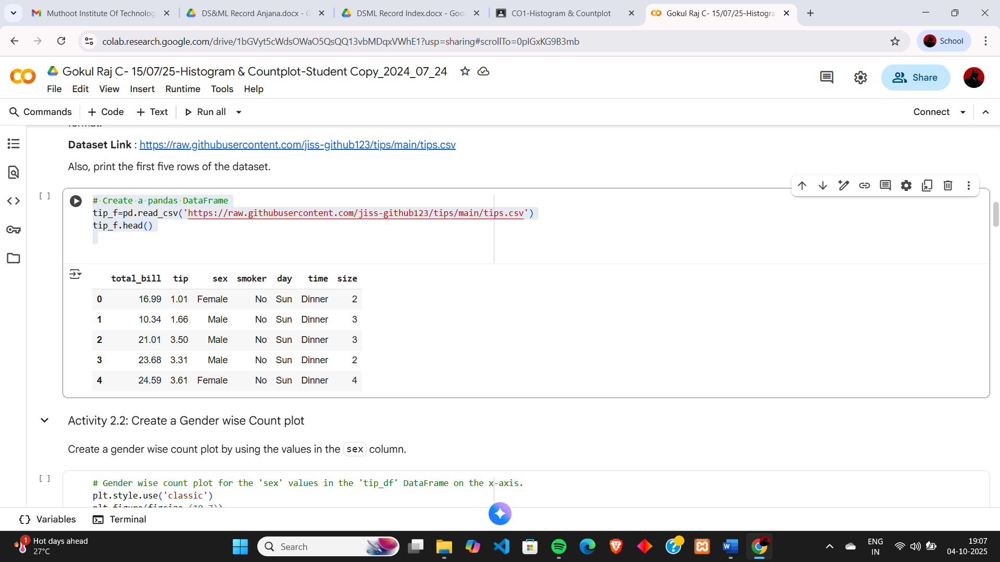 Muthoot Institute Of Technolog
DS&ML Record Anjana.docx - G
DSML Record Index.docx - Goo
CO1-Histogram & Countplot
Gokul Raj C- 15/07/25-Histogra
colab.research.google.com/drive/1bGVyt5cWdsOWaO5QsQQ13vbMDqxVWhE1?usp=sharing#scrollTo=0pIGxKG9B3mb
School
Gokul Raj C- 15/07/25-Histogram & Countplot-Student Copy_2024_07_24
File Edit View Insert Runtime Tools Help
Share
Commands + Code + Text Run all
Connect
format.
Dataset Link : https://raw.githubusercontent.com/jiss-github123/tips/main/tips.csv
Also, print the first five rows of the dataset.
[ ]
# Create a pandas DataFrame
tip_f=pd.read_csv('https://raw.githubusercontent.com/jiss-github123/tips/main/tips.csv')
tip_f.head()
total_bill tip sex smoker day time size
0 16.99 1.01 Female No Sun Dinner 2
1 10.34 1.66 Male No Sun Dinner 3
2 21.01 3.50 Male No Sun Dinner 3
3 23.68 3.31 Male No Sun Dinner 2
4 24.59 3.61 Female No Sun Dinner 4
Activity 2.2: Create a Gender wise Count plot
Create a gender wise count plot by using the values in the sex column.
[ ]
# Gender wise count plot for the 'sex' values in the 'tip_df' DataFrame on the x-axis.
plt.style.use('classic')
Variables Terminal
1
Hot days ahead
27°C
Search
ENG
IN
19:07
04-10-2025